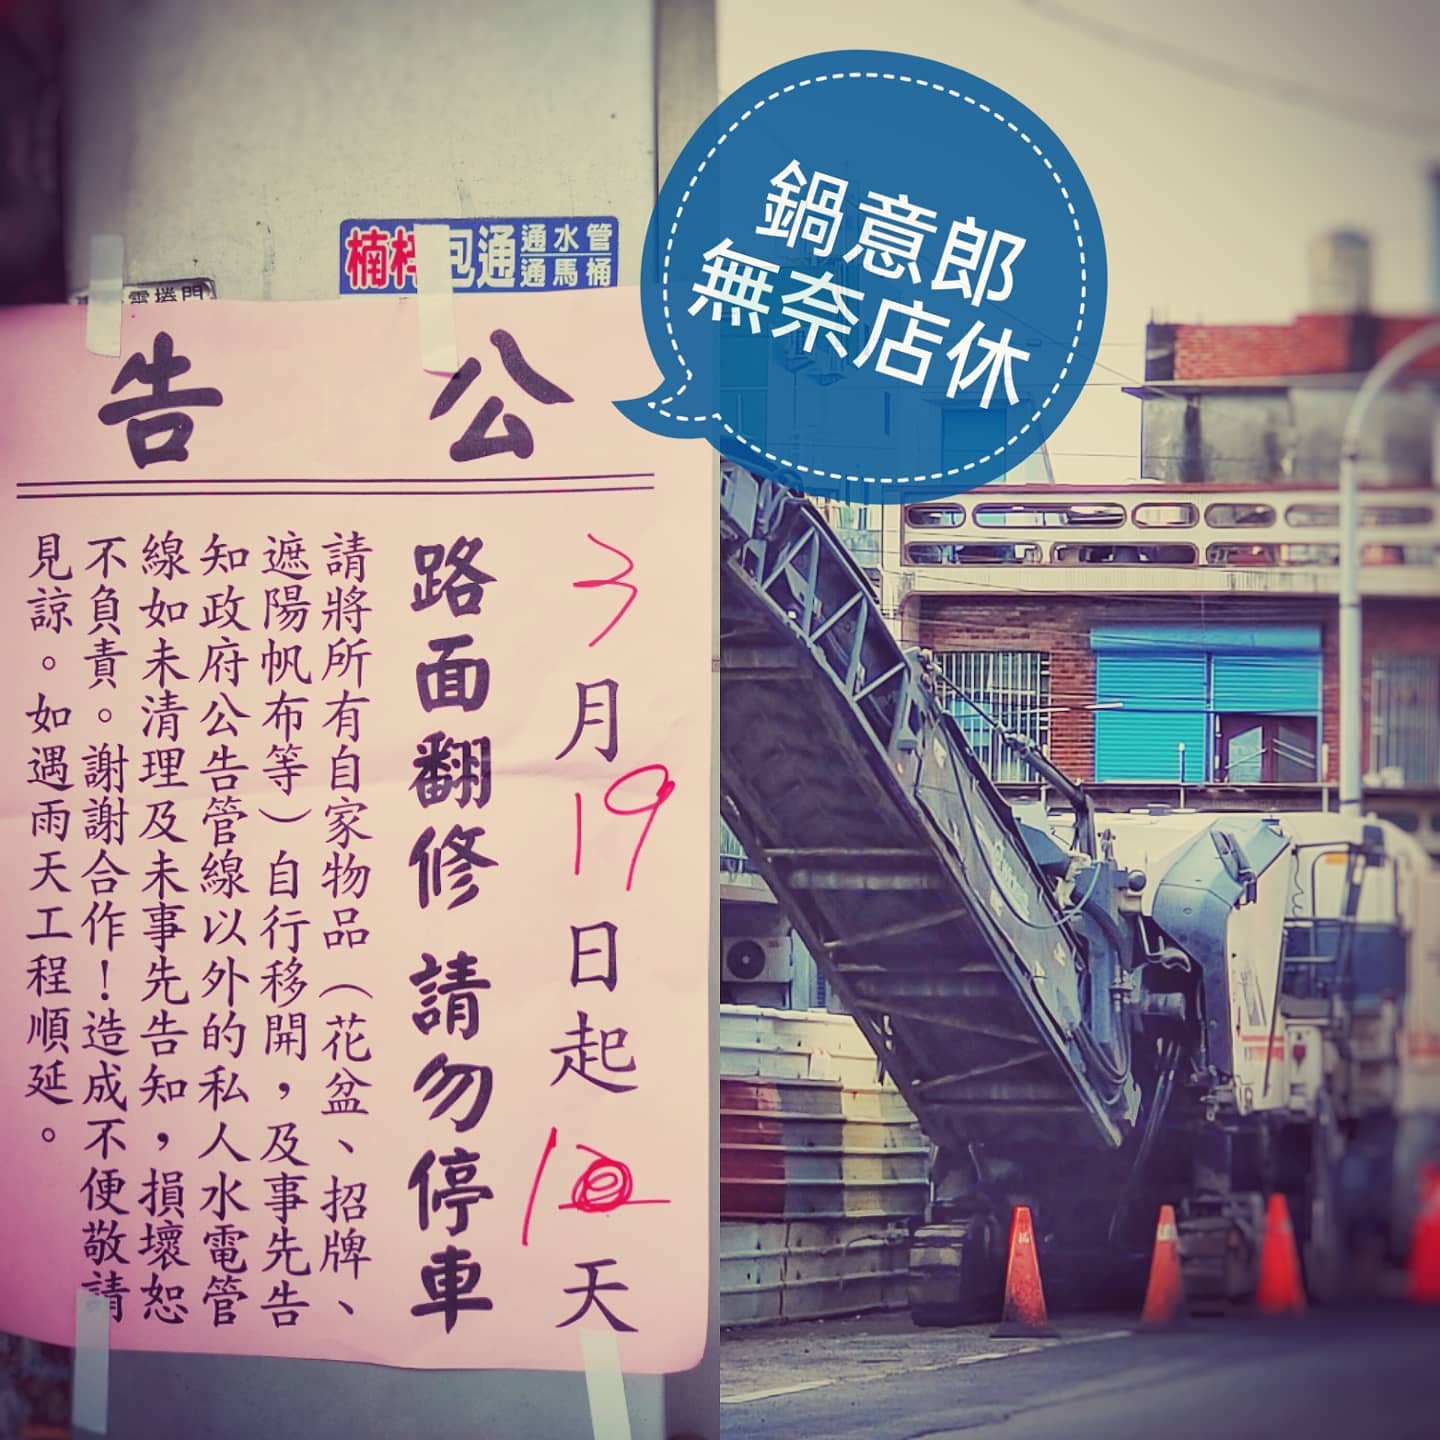 鍋意郎
無奈店休
楠梓包通
通水管
通馬桶
電捲門
公告
3月19日起1天
路面翻修 請勿停車
請將所有自家物品（花盆、招牌、
遮陽帆布等）自行移開，及事先告
知政府公告管線以外的私人水電管
線如未清理及未事先告知，損壞恕
不負責。謝謝合作！造成不便敬請
見諒。如遇雨天工程順延。